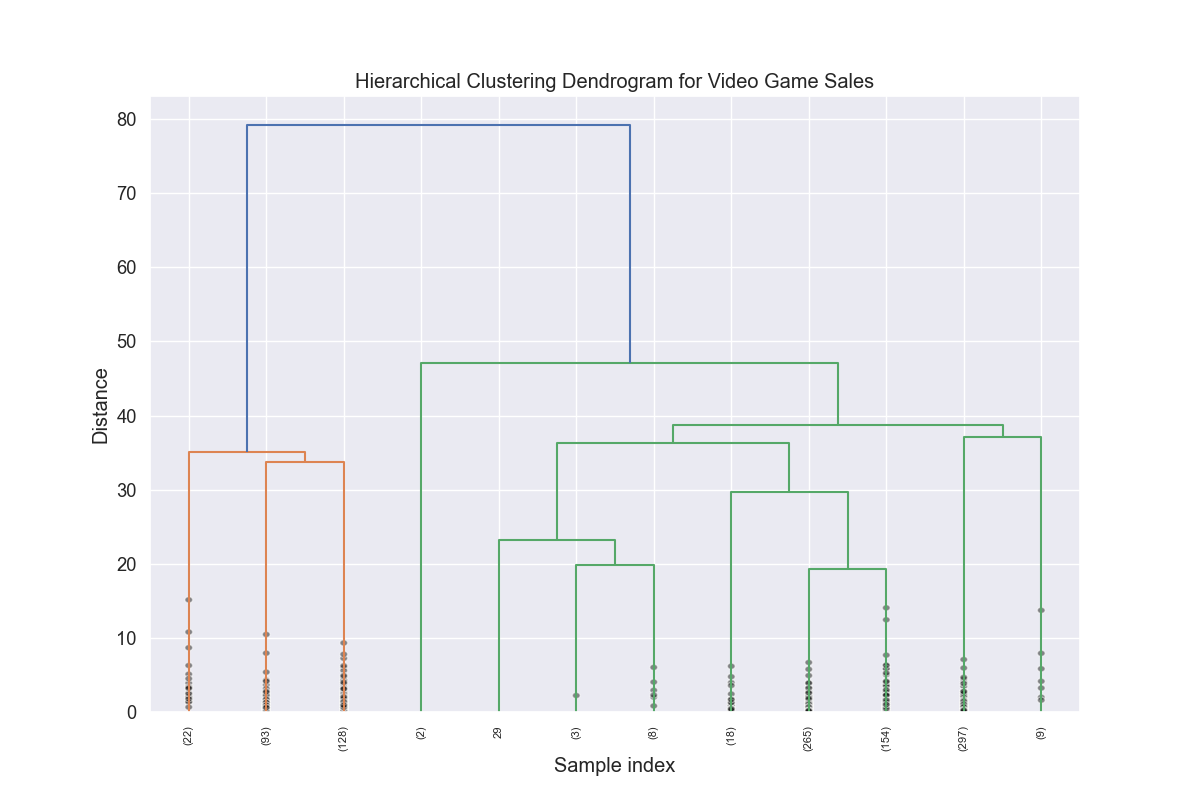 Hierarchical Clustering Dendrogram for Video Game Sales
Distance
80
70
60
50
40
30
20
10
0
(22) (93) (128) (2) 29 (3) (8) (18) (265) (154) (297) (9)
Sample index